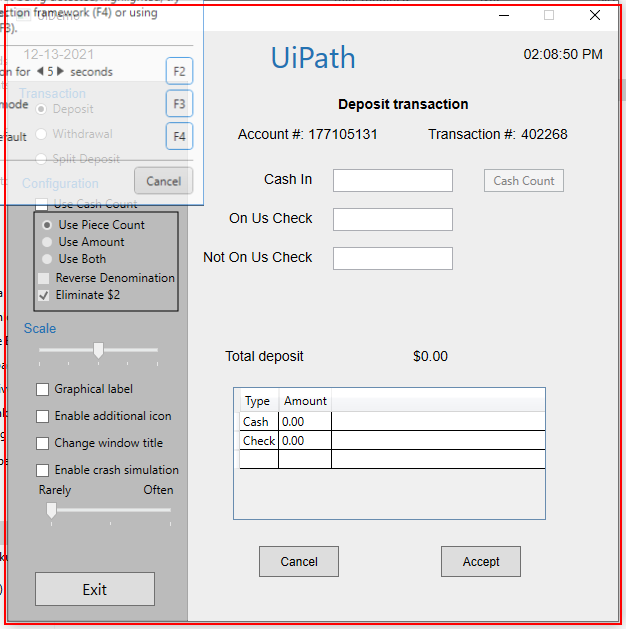 ection framework (F4) or using
F3).
12-13-2021
on for 5 seconds
F2
Transaction
mode
F3
Deposit
efault
Withdrawal
F4
Split Deposit
Cancel
Configuration
Use Cash Count
Use Piece Count
Use Amount
Use Both
Reverse Denomination
Eliminate $2
Scale
Graphical label
Enable additional icon
Change window title
Enable crash simulation
Rarely Often
Exit
UiPath
02:08:50 PM
Deposit transaction
Account #: 177105131 Transaction #: 402268
Cash In
Cash Count
On Us Check
Not On Us Check
Total deposit $0.00
Type Amount
Cash 0.00
Check 0.00
Cancel Accept